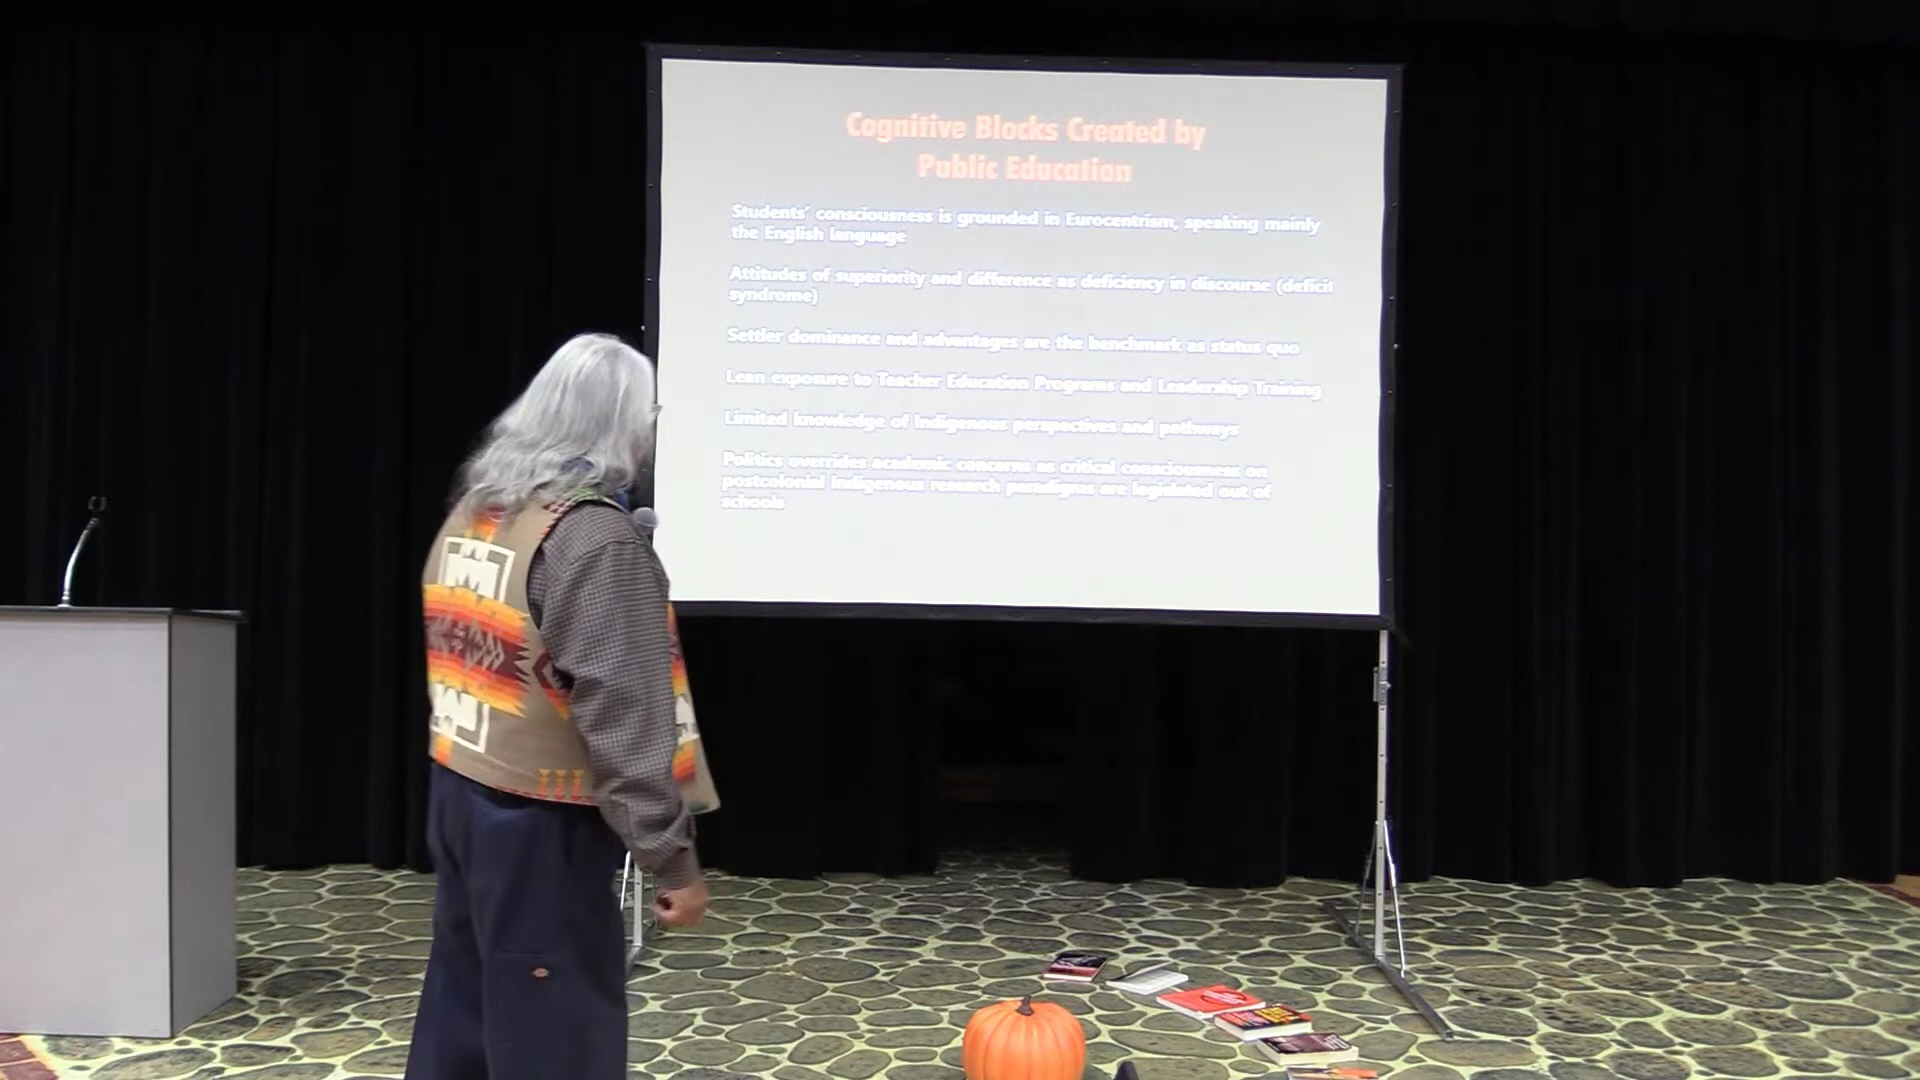 Cognitive Blocks Created by
Public Education
Students' consciousness is grounded in Eurocentrism, speaking mainly
the English language
Attitudes of superiority and difference as deficiency in discourse (deficit
syndrome)
Settler dominance and advantages are the benchmark as status quo
Lean exposure to Teacher Education Programs and Leadership Training
Limited knowledge of Indigenous perspectives and pathways
Politics overrides academic concerns as critical consciousness on
postcolonial Indigenous research paradigms are legislated out of
schools